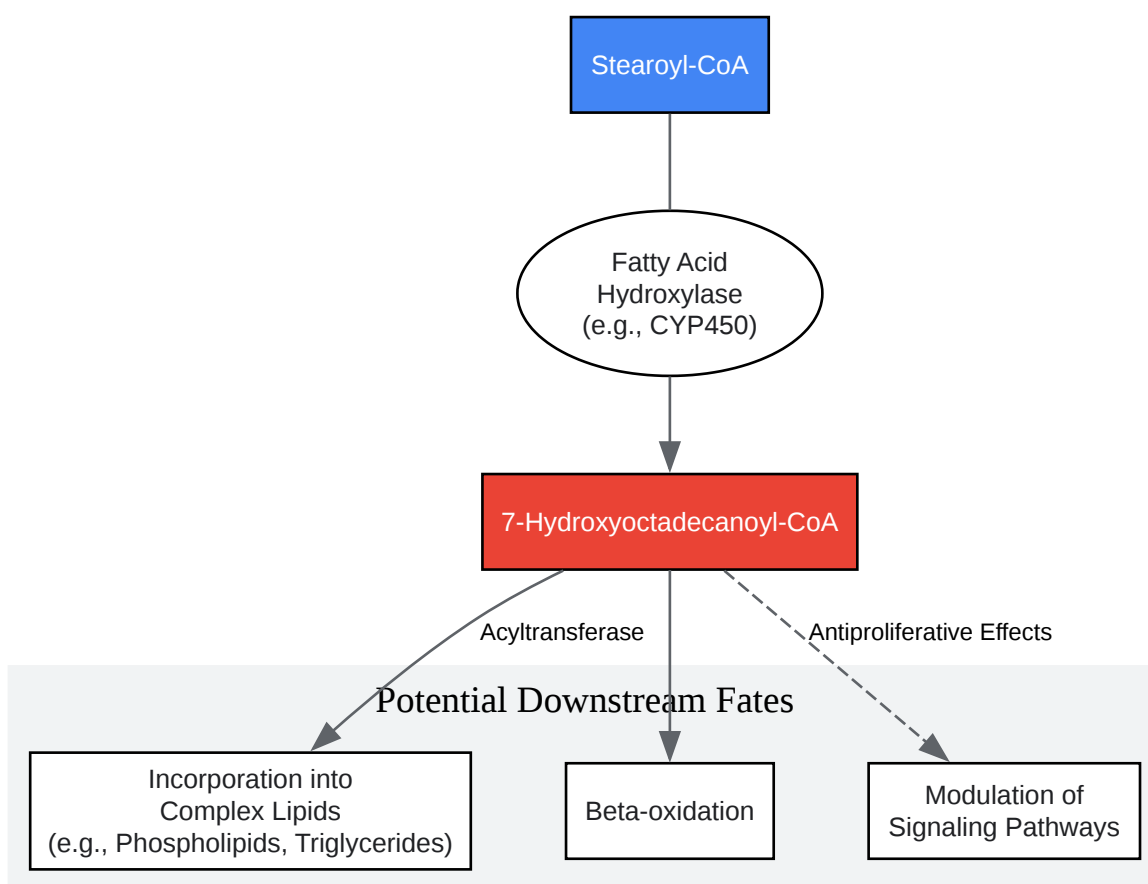 Stearoyl-CoA
Fatty Acid
Hydroxylase
(e.g., CYP450)
7-Hydroxyoctadecanoyl-CoA
Acyltransferase
Antiproliferative Effects
Potential Downstream Fates
Incorporation into
Complex Lipids
(e.g., Phospholipids, Triglycerides)
Beta-oxidation
Modulation of
Signaling Pathways